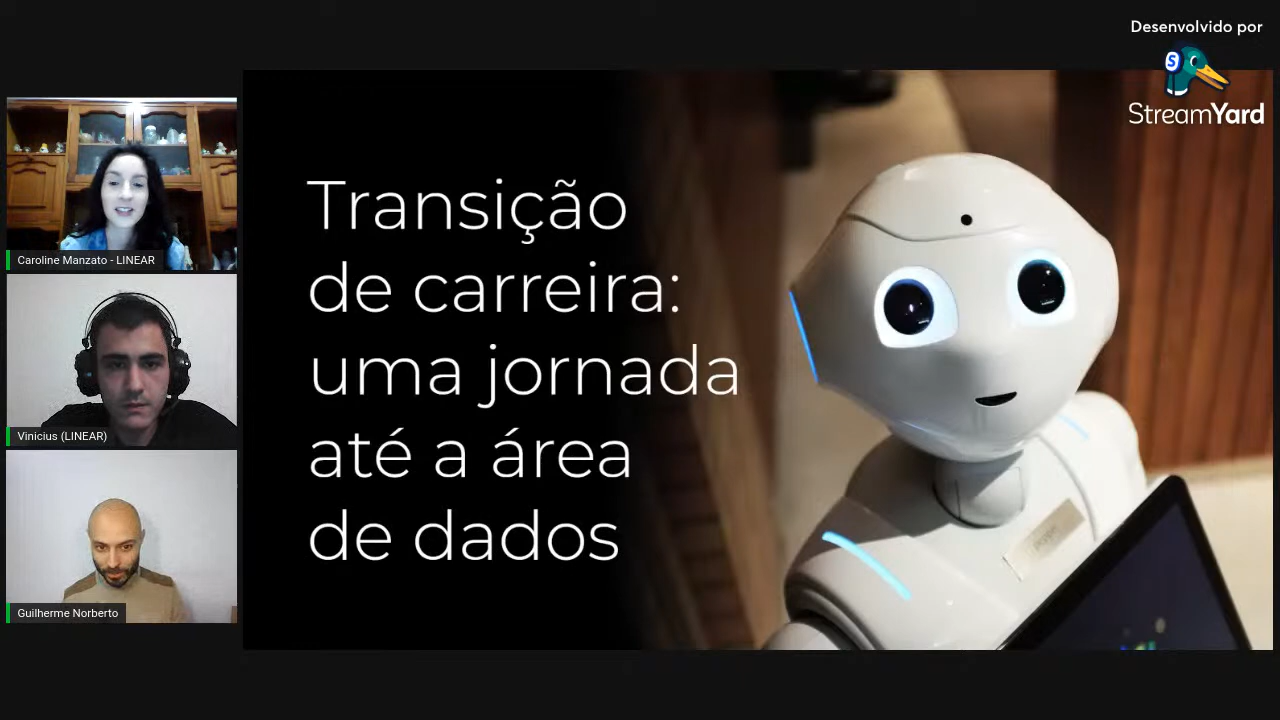 Desenvolvido por
StreamYard
Caroline Manzato - LINEAR
Vinicius (LINEAR)
Guilherme Norberto
Transição
de carreira:
uma jornada
até a área
de dados